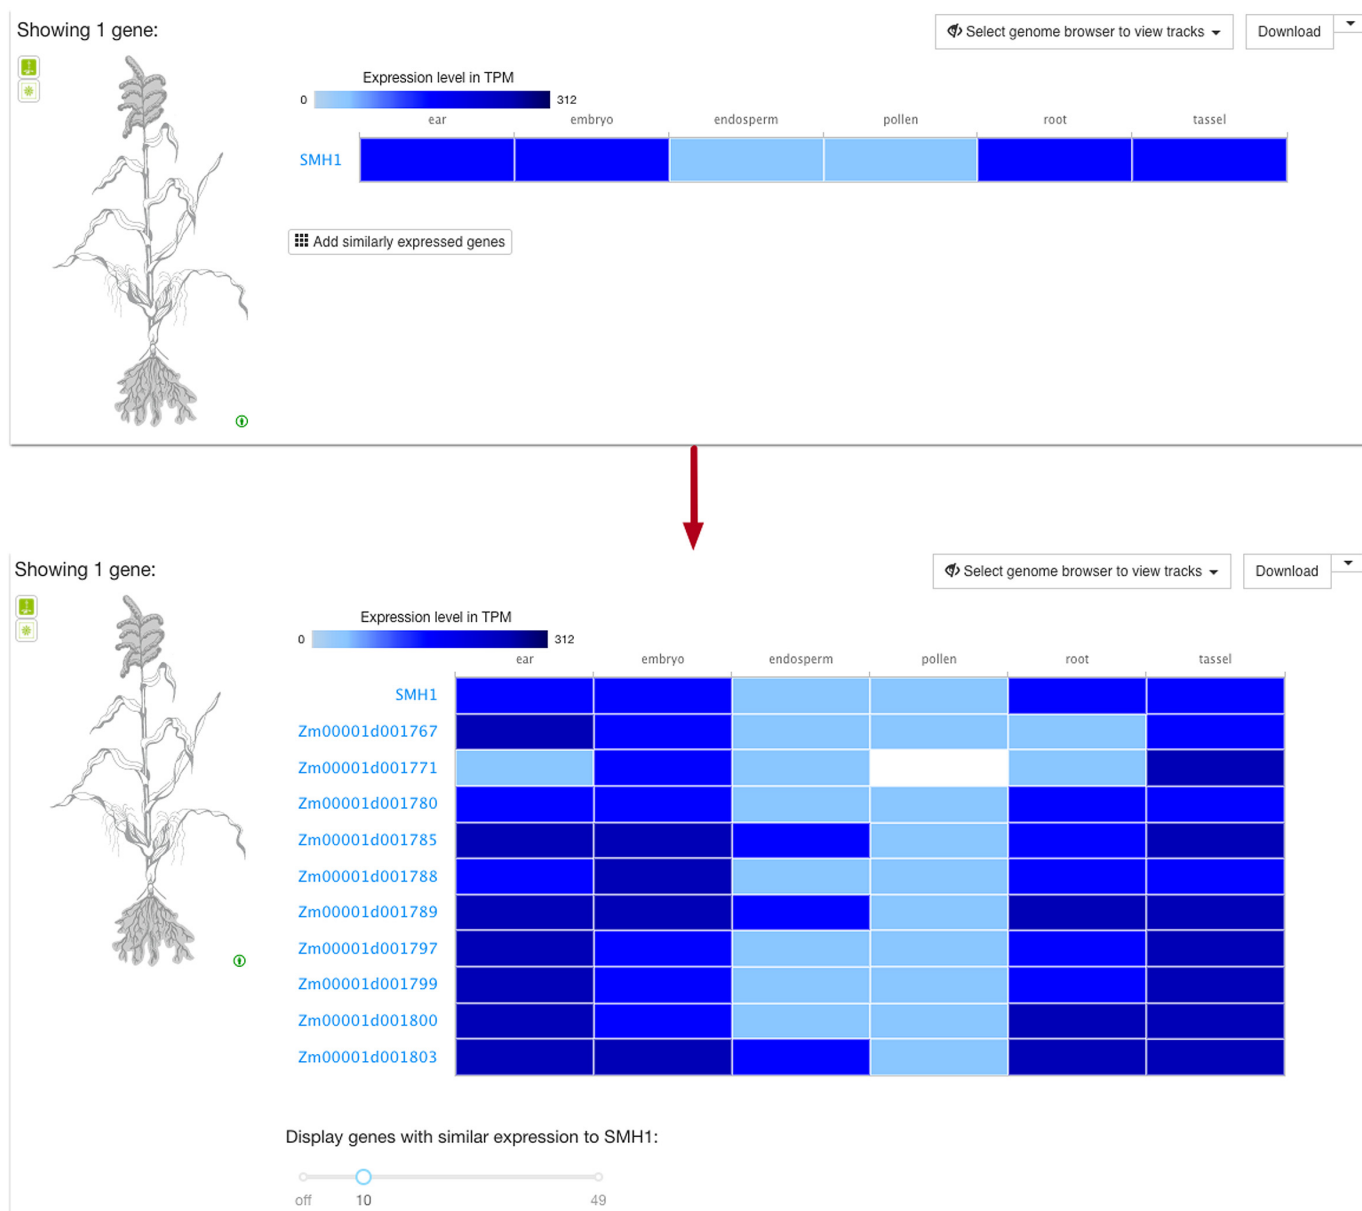 Showing 1 gene:
Select genome browser to view tracks
Download
Expression level in TPM
0 312
ear embryo endosperm pollen root tassel
SMH1
Add similarly expressed genes
Showing 1 gene:
Select genome browser to view tracks
Download
Expression level in TPM
0 312
ear embryo endosperm pollen root tassel
SMH1
Zm00001d001767
Zm00001d001771
Zm00001d001780
Zm00001d001785
Zm00001d001788
Zm00001d001789
Zm00001d001797
Zm00001d001799
Zm00001d001800
Zm00001d001803
Display genes with similar expression to SMH1:
off 10 49